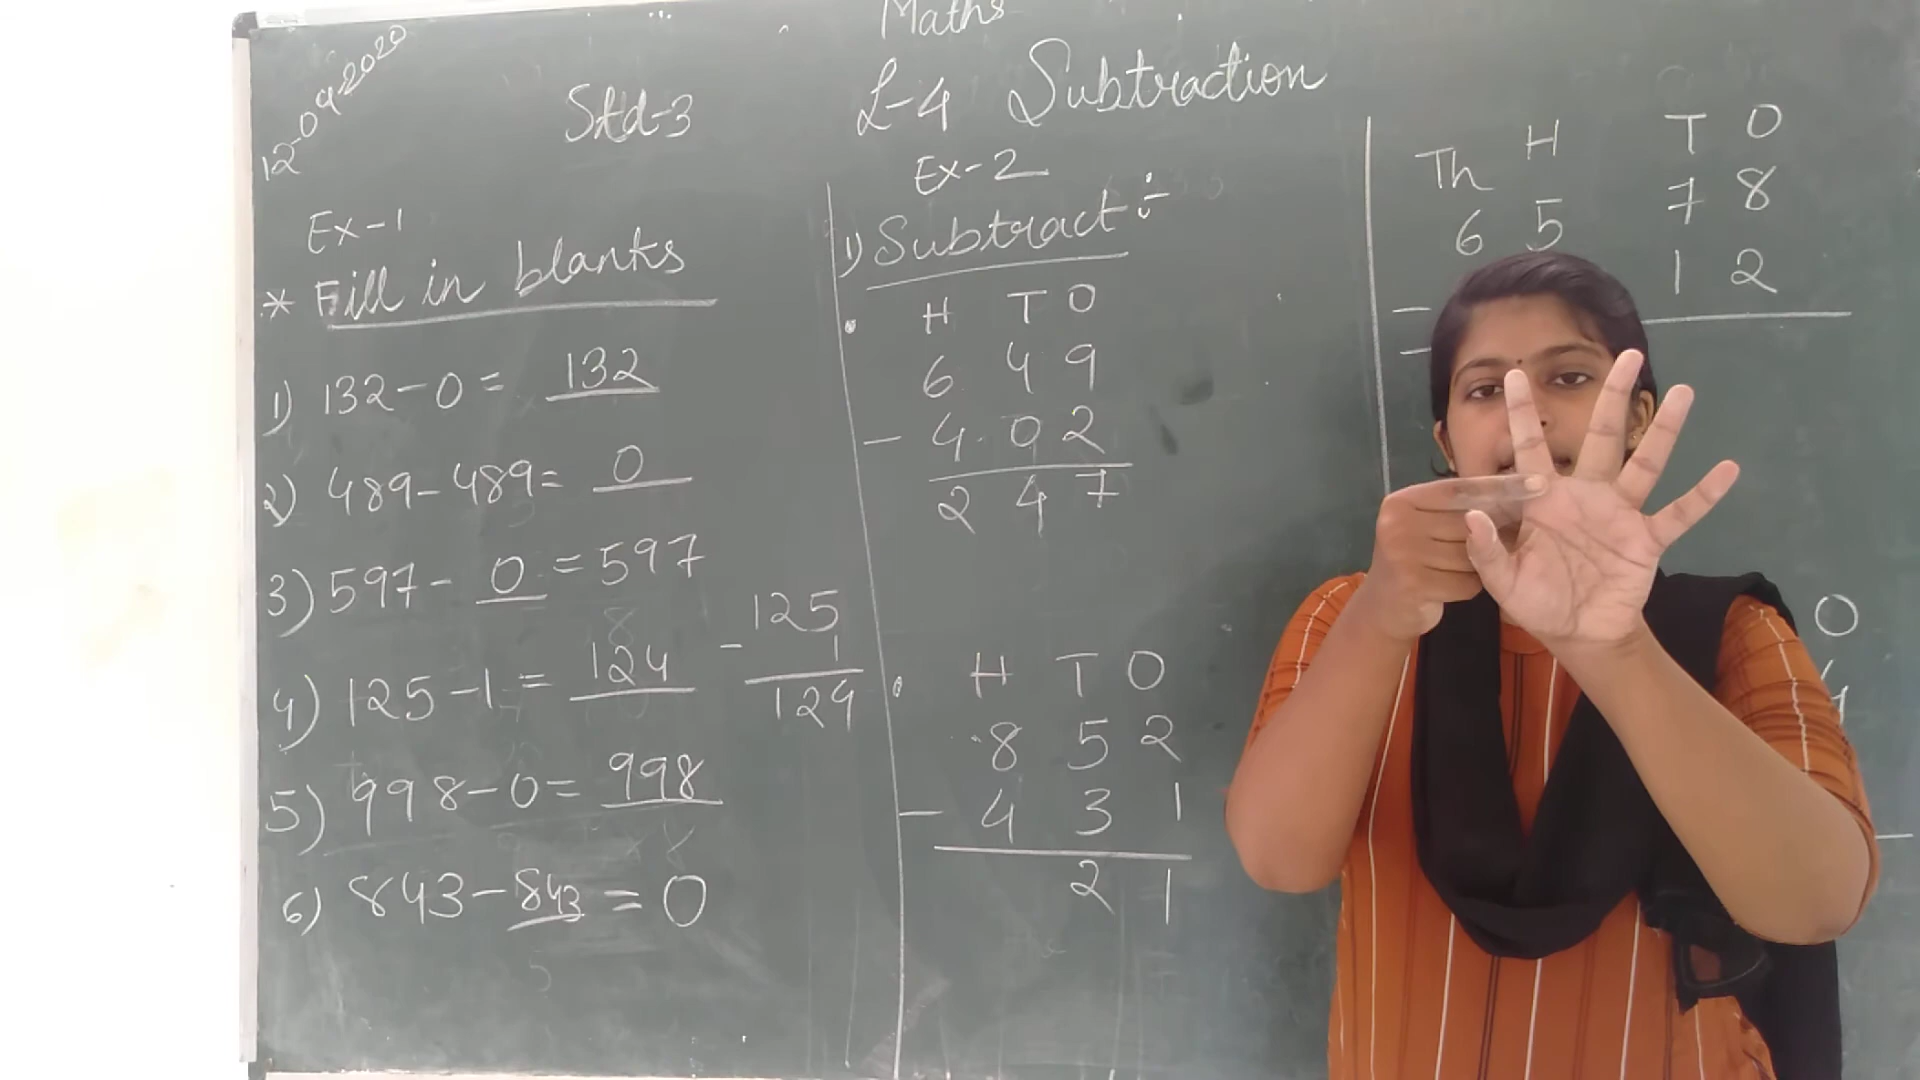 Maths
12-04-2020
Std-3
L-4 Subtraction
Ex-1
* Fill in blanks
1) 132-0= 132
2) 489-489= 0
3) 597- 0 =597
4) 125-1= 124
125
- 1
124
5) 998-0= 998
6) 843-843 = 0
Ex-2
1) Subtract :-
H T O
6 4 9
- 4 0 2
2 4 7
H T O
8 5 2
- 4 3 1
2 1
Th H T O
6 5 7 8
- 1 2
=
O